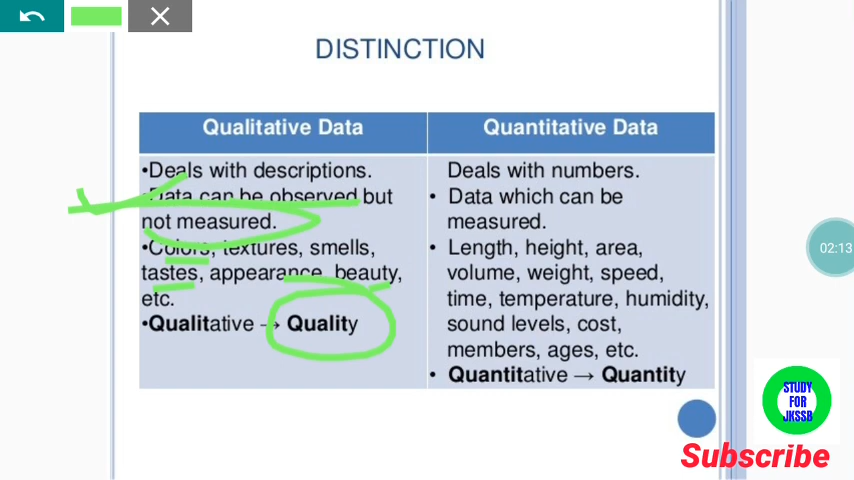 DISTINCTION
Qualitative Data
•Deals with descriptions.
•Data can be observed but
not measured.
•Colors, textures, smells,
tastes, appearance, beauty,
etc.
•Qualitative → Quality
Quantitative Data
Deals with numbers.
• Data which can be
measured.
• Length, height, area,
volume, weight, speed,
time, temperature, humidity,
sound levels, cost,
members, ages, etc.
• Quantitative → Quantity
02:13
STUDY
FOR
JKSSB
Subscribe